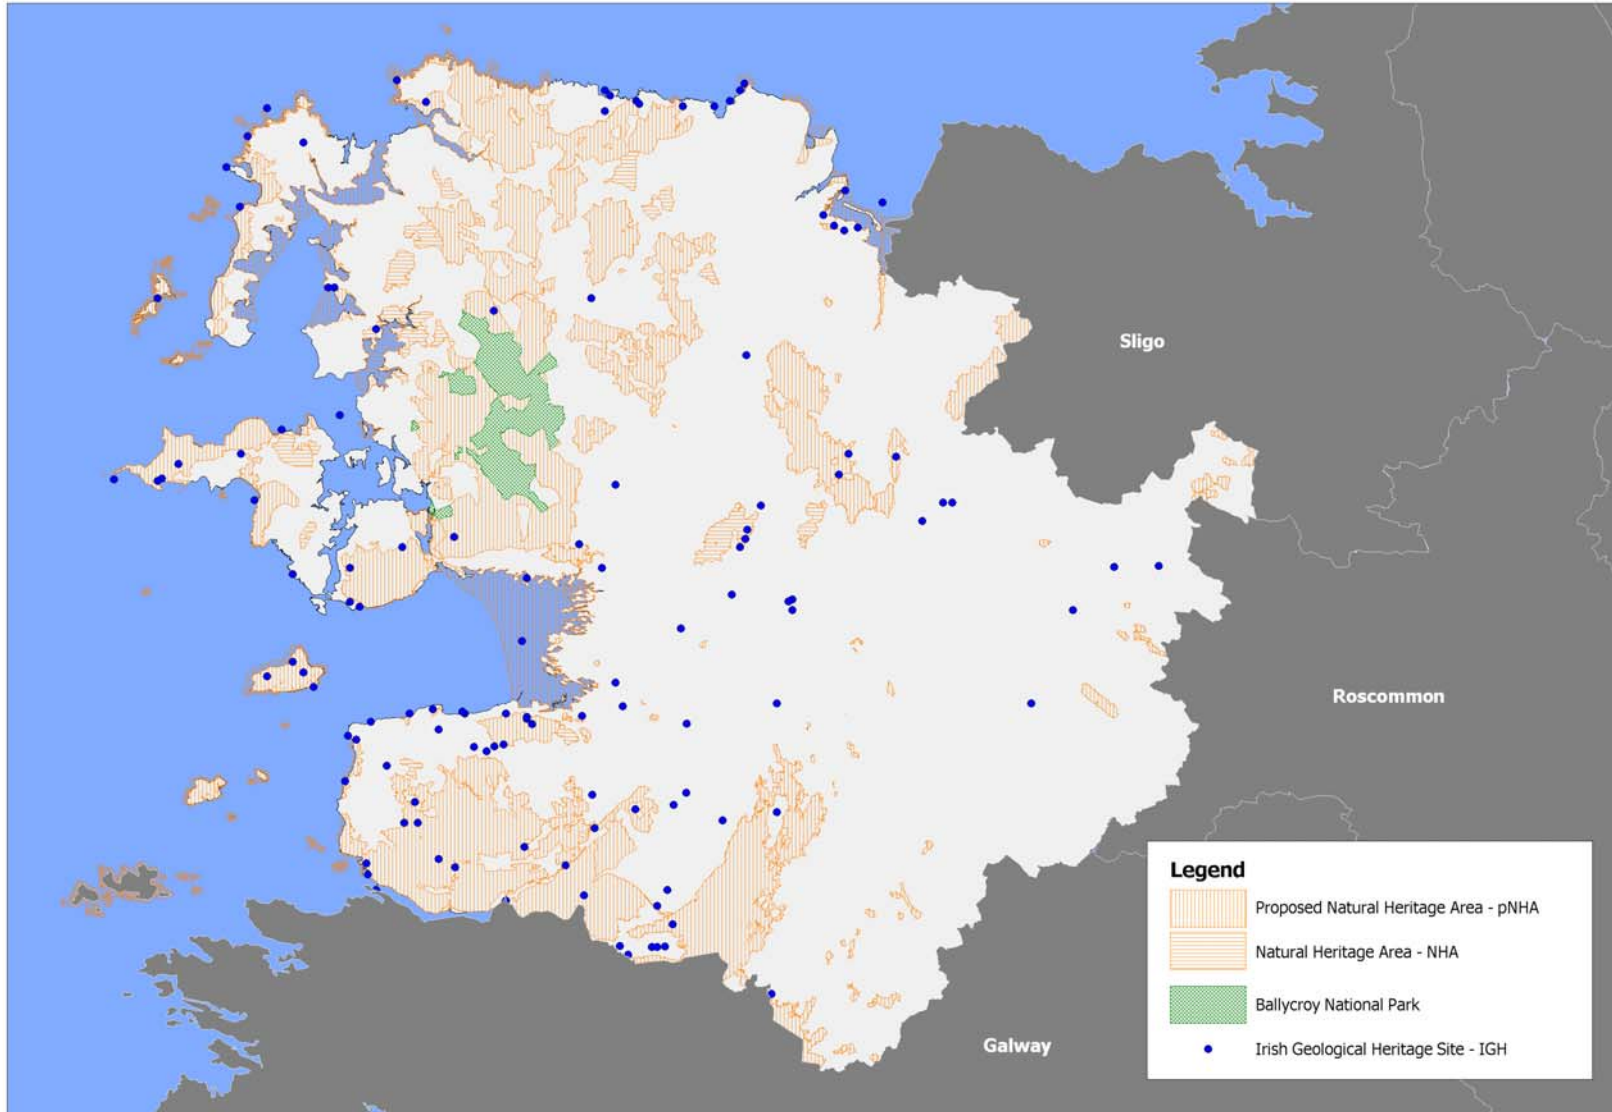 Sligo
Roscommon
Galway
Legend
Proposed Natural Heritage Area - pNHA
Natural Heritage Area - NHA
Ballycroy National Park
Irish Geological Heritage Site - IGH